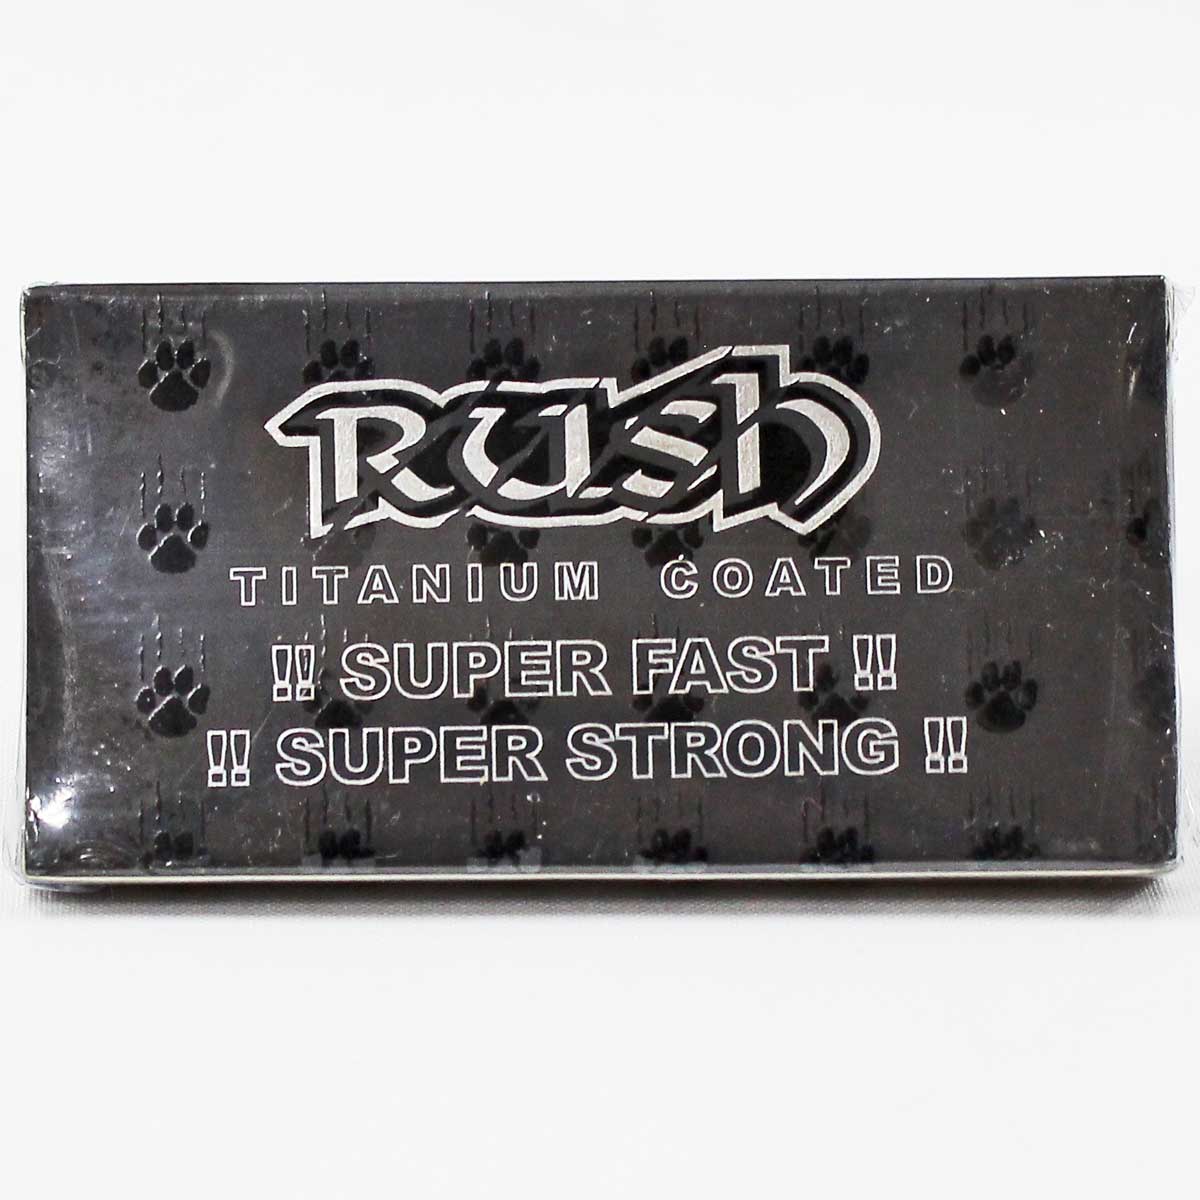 RUSh
TITANIUM COATED
!! SUPER FAST !!
!! SUPER STRONG !!